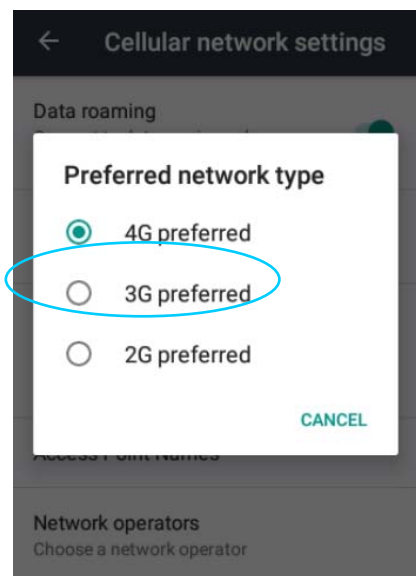 Cellular network settings
Data roaming
Preferred network type
4G preferred
3G preferred
2G preferred
CANCEL
Access Point Names
Network operators
Choose a network operator